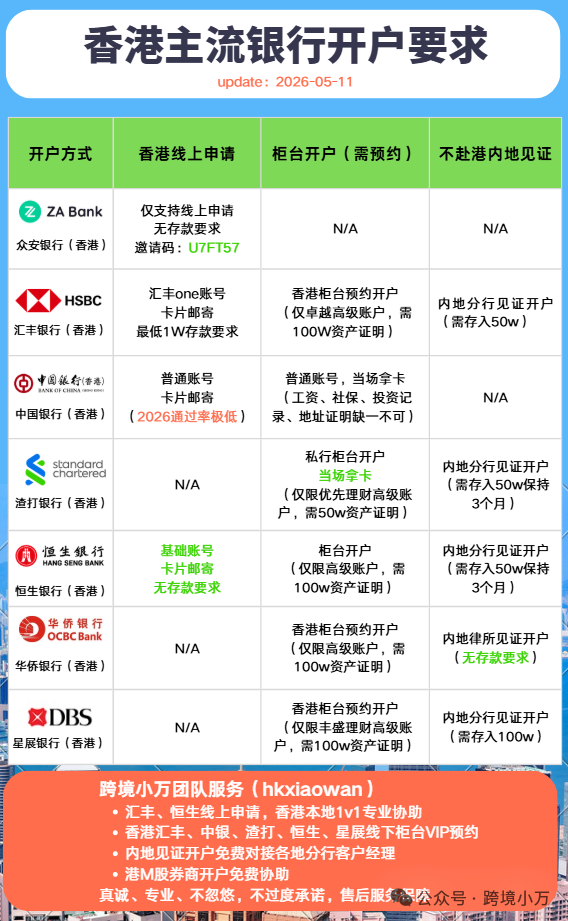 香港主流银行开户要求
update：2026-05-11
开户方式
香港线上申请
柜台开户（需预约）
不赴港内地见证
ZA Bank
众安银行（香港）
仅支持线上申请
无存款要求
邀请码：U7FT57
N/A
N/A
HSBC
汇丰银行（香港）
汇丰one账号
卡片邮寄
最低1W存款要求
香港柜台预约开户
（仅卓越高级账户，需
100W资产证明）
内地分行见证开户
（需存入50w）
中國銀行(香港)
BANK OF CHINA (HONG KONG)
中国银行（香港）
普通账号
卡片邮寄
（2026通过率极低）
普通账号，当场拿卡
（工资、社保、投资记
录、地址证明缺一不可）
N/A
standard
chartered
渣打银行（香港）
N/A
私行柜台开户
当场拿卡
（仅限优先理财高级账
户，需50w资产证明）
内地分行见证开户
（需存入50w保持
3个月）
恒生銀行
HANG SENG BANK
恒生银行（香港）
基础账号
卡片邮寄
无存款要求
柜台开户
（仅限高级账户，需
100w资产证明）
内地分行见证开户
（需存入50w保持
3个月）
华侨银行
OCBC Bank
华侨银行（香港）
N/A
香港柜台预约开户
（仅限高级账户，需
100w资产证明）
内地律所见证开户
（无存款要求）
DBS
星展银行（香港）
N/A
香港柜台预约开户
（仅限丰盛理财高级账
户，需100w资产证明）
内地分行见证开户
（需存入100w）
跨境小万团队服务（hkxiaowan）
• 汇丰、恒生线上申请，香港本地1v1专业协助
• 香港汇丰、中银、渣打、恒生、星展线下柜台VIP预约
• 内地见证开户免费对接各地分行客户经理
• 港M股券商开户免费协助
真诚、专业、不忽悠，不过度承诺，售后服务
公众号 · 跨境小万